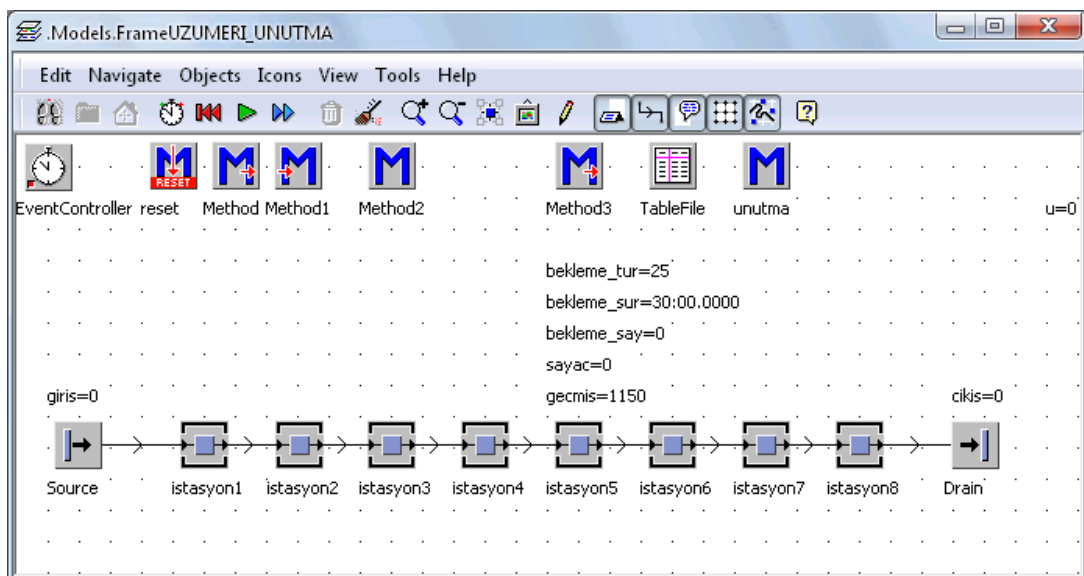 .Models.FrameUZUMERI_UNUTMA
Edit Navigate Objects Icons View Tools Help
M M M M M M
RESET
EventController reset Method Method1 Method2 Method3 TableFile unutma u=0
bekleme_tur=25
bekleme_sur=30:00.0000
bekleme_say=0
sayac=0
giris=0 gecmis=1150 cikis=0
Source istasyon1 istasyon2 istasyon3 istasyon4 istasyon5 istasyon6 istasyon7 istasyon8 Drain